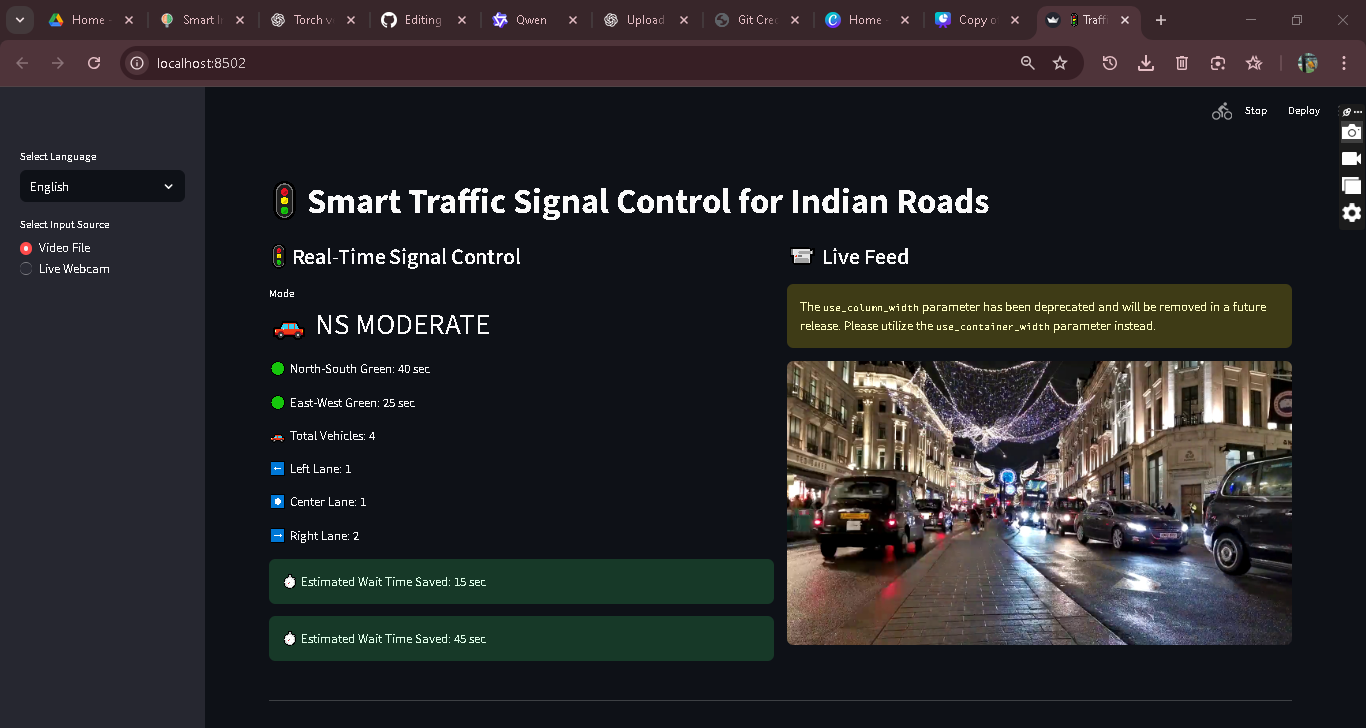 Home
Smart I
Torch v
Editing
Qwen
Upload
Git Cre
Home
Copy o
Traff
localhost:8502
Stop
Deploy
Select Language
English
Select Input Source
Video File
Live Webcam
Smart Traffic Signal Control for Indian Roads
Real-Time Signal Control
Mode
NS MODERATE
North-South Green: 40 sec
East-West Green: 25 sec
Total Vehicles: 4
Left Lane: 1
Center Lane: 1
Right Lane: 2
Estimated Wait Time Saved: 15 sec
Estimated Wait Time Saved: 45 sec
Live Feed
The use_column_width parameter has been deprecated and will be removed in a future
release. Please utilize the use_container_width parameter instead.